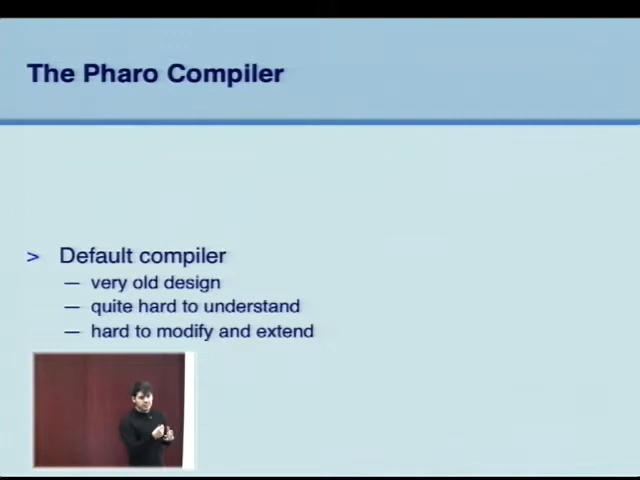 The Pharo Compiler
> Default compiler
— very old design
— quite hard to understand
— hard to modify and extend